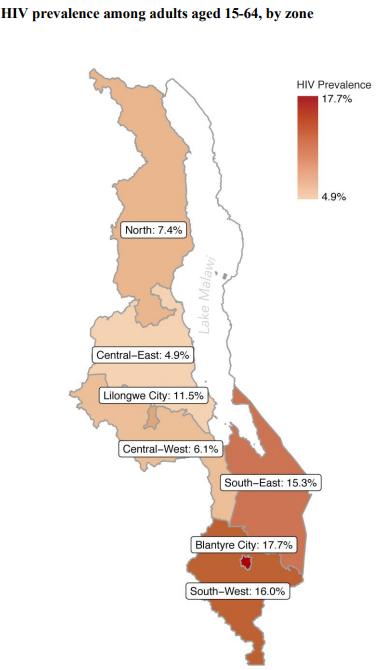 HIV prevalence among adults aged 15-64, by zone
HIV Prevalence
17.7%
4.9%
North: 7.4%
Lake Malawi
Central−East: 4.9%
Lilongwe City: 11.5%
Central−West: 6.1%
South−East: 15.3%
Blantyre City: 17.7%
South−West: 16.0%